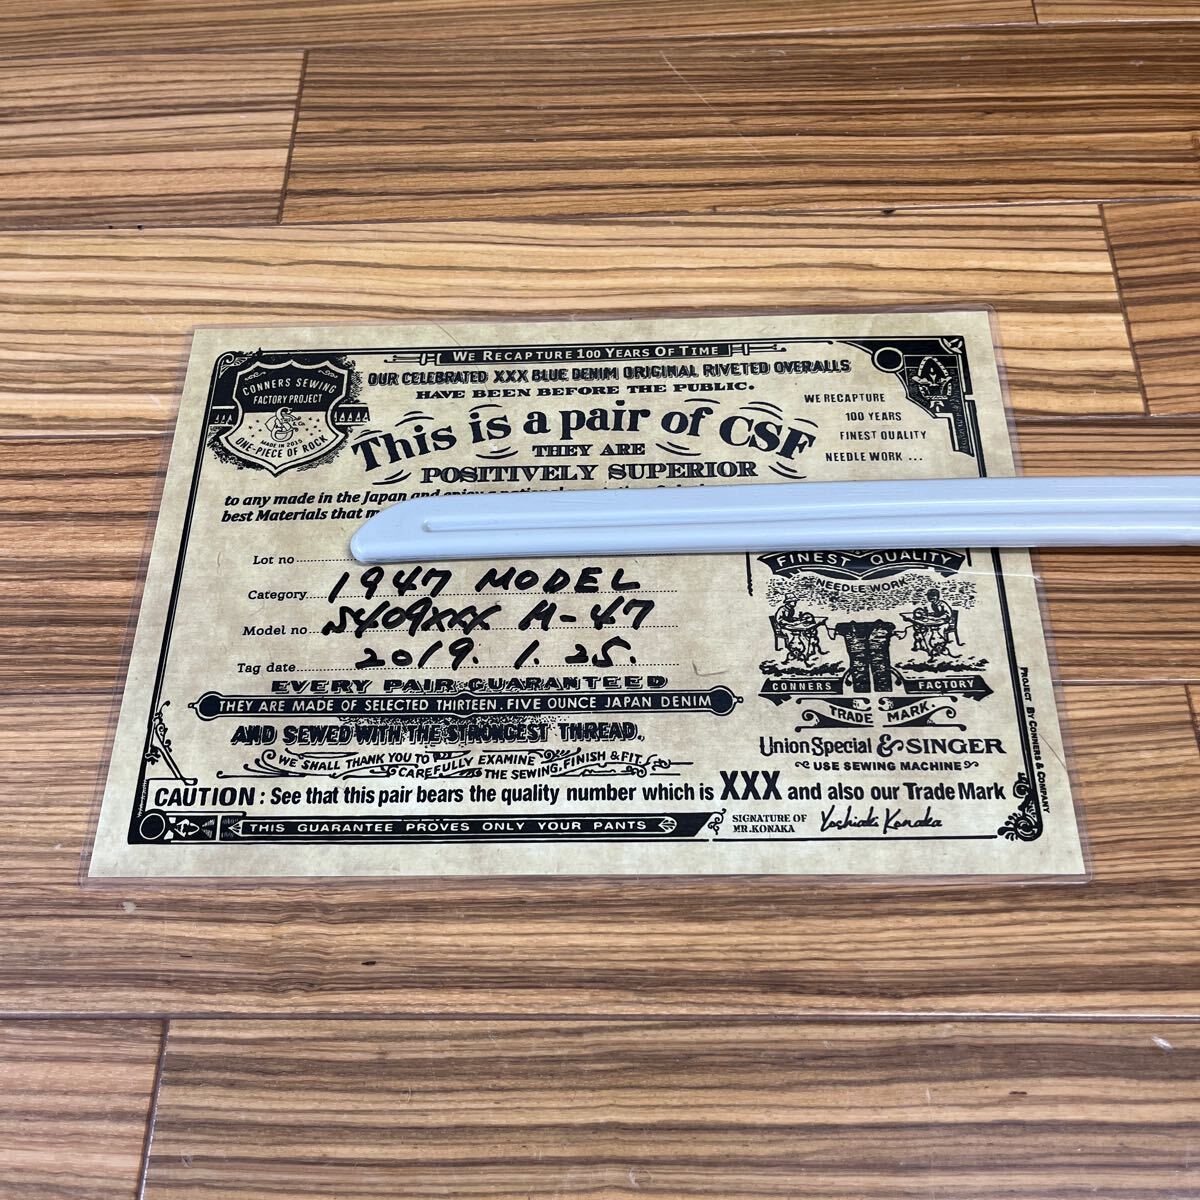 WE RECAPTURE 100 YEARS OF TIME
OUR CELEBRATED XXX BLUE DENIM ORIGINAL RIVETED OVERALLS
HAVE BEEN BEFORE THE PUBLIC.
CONNERS SEWING
FACTORY PROJECT
& Co.
MADE IN 2015
ONE-PIECE OF ROCK
This is a pair of CSF
THEY ARE
POSITIVELY SUPERIOR
WE RECAPTURE
100 YEARS
FINEST QUALITY
NEEDLE WORK ...
to any made in the Japan and enjoy a
best Materials that
Lot no
Category 1947 MODEL
Model no S409XXX M-47
Tag date 2019. 1. 25.
EVERY PAIR GUARANTEED
THEY ARE MADE OF SELECTED THIRTEEN. FIVE OUNCE JAPAN DENIM
AND SEWED WITH THE STRONGEST THREAD.
WE SHALL THANK YOU TO
CAREFULLY EXAMINE
THE SEWING, FINISH & FIT.
FINEST QUALITY
NEEDLE WORK
CONNERS FACTORY
TRADE MARK.
Union Special & SINGER
USE SEWING MACHINE
CAUTION : See that this pair bears the quality number which is XXX and also our Trade Mark
THIS GUARANTEE PROVES ONLY YOUR PANTS
SIGNATURE OF
MR.KONAKA
Yoshiaki Konaka
PROJECT BY CONNERS & COMPANY